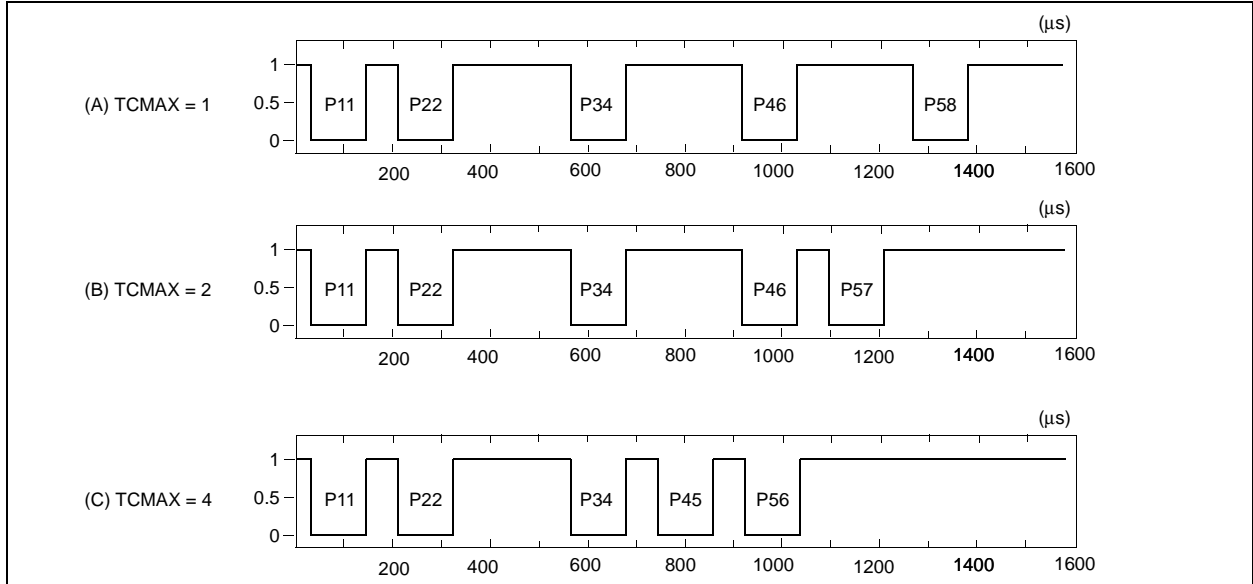 (µs)
1
(A) TCMAX = 1 0.5 P11 P22 P34 P46 P58
0
200 400 600 800 1000 1200 1400 1600
(µs)
1
(B) TCMAX = 2 0.5 P11 P22 P34 P46 P57
0
200 400 600 800 1000 1200 1400 1600
(µs)
1
(C) TCMAX = 4 0.5 P11 P22 P34 P45 P56
0
200 400 600 800 1000 1200 1400 1600